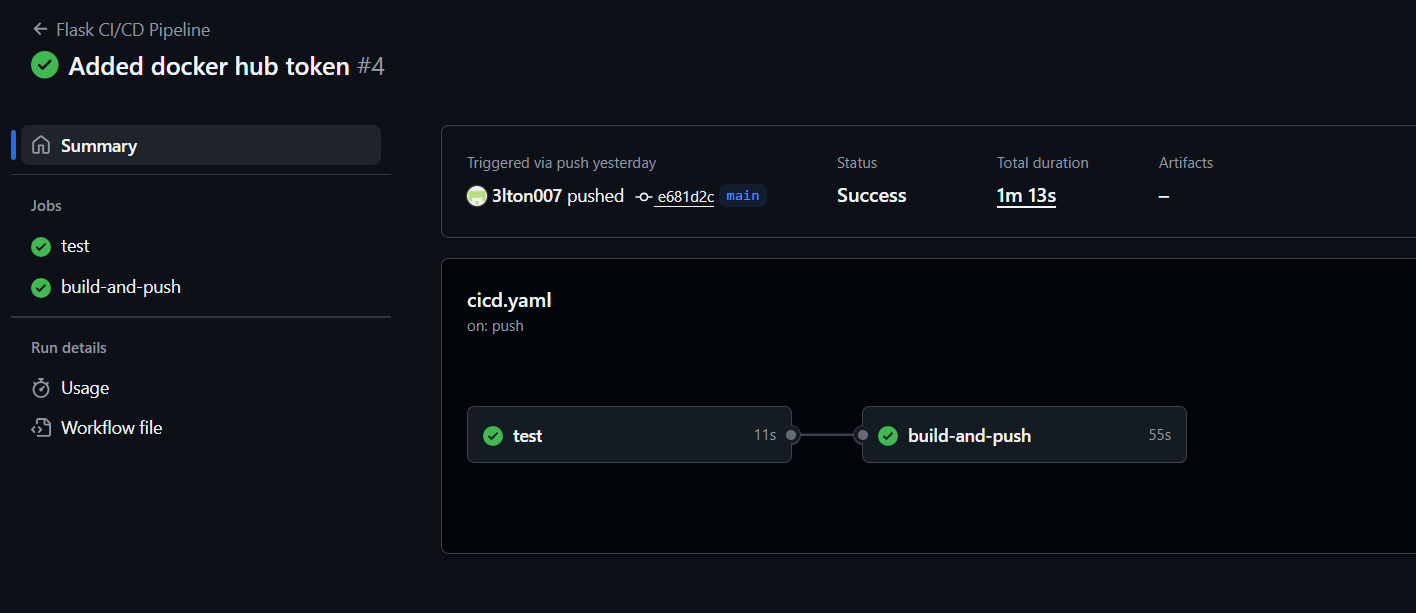 Flask CI/CD Pipeline
Added docker hub token #4
Summary
Jobs
test
build-and-push
Run details
Usage
Workflow file
Triggered via push yesterday
3lton007 pushed e681d2c main
Status
Success
Total duration
1m 13s
Artifacts
–
cicd.yaml
on: push
test 11s
build-and-push 55s